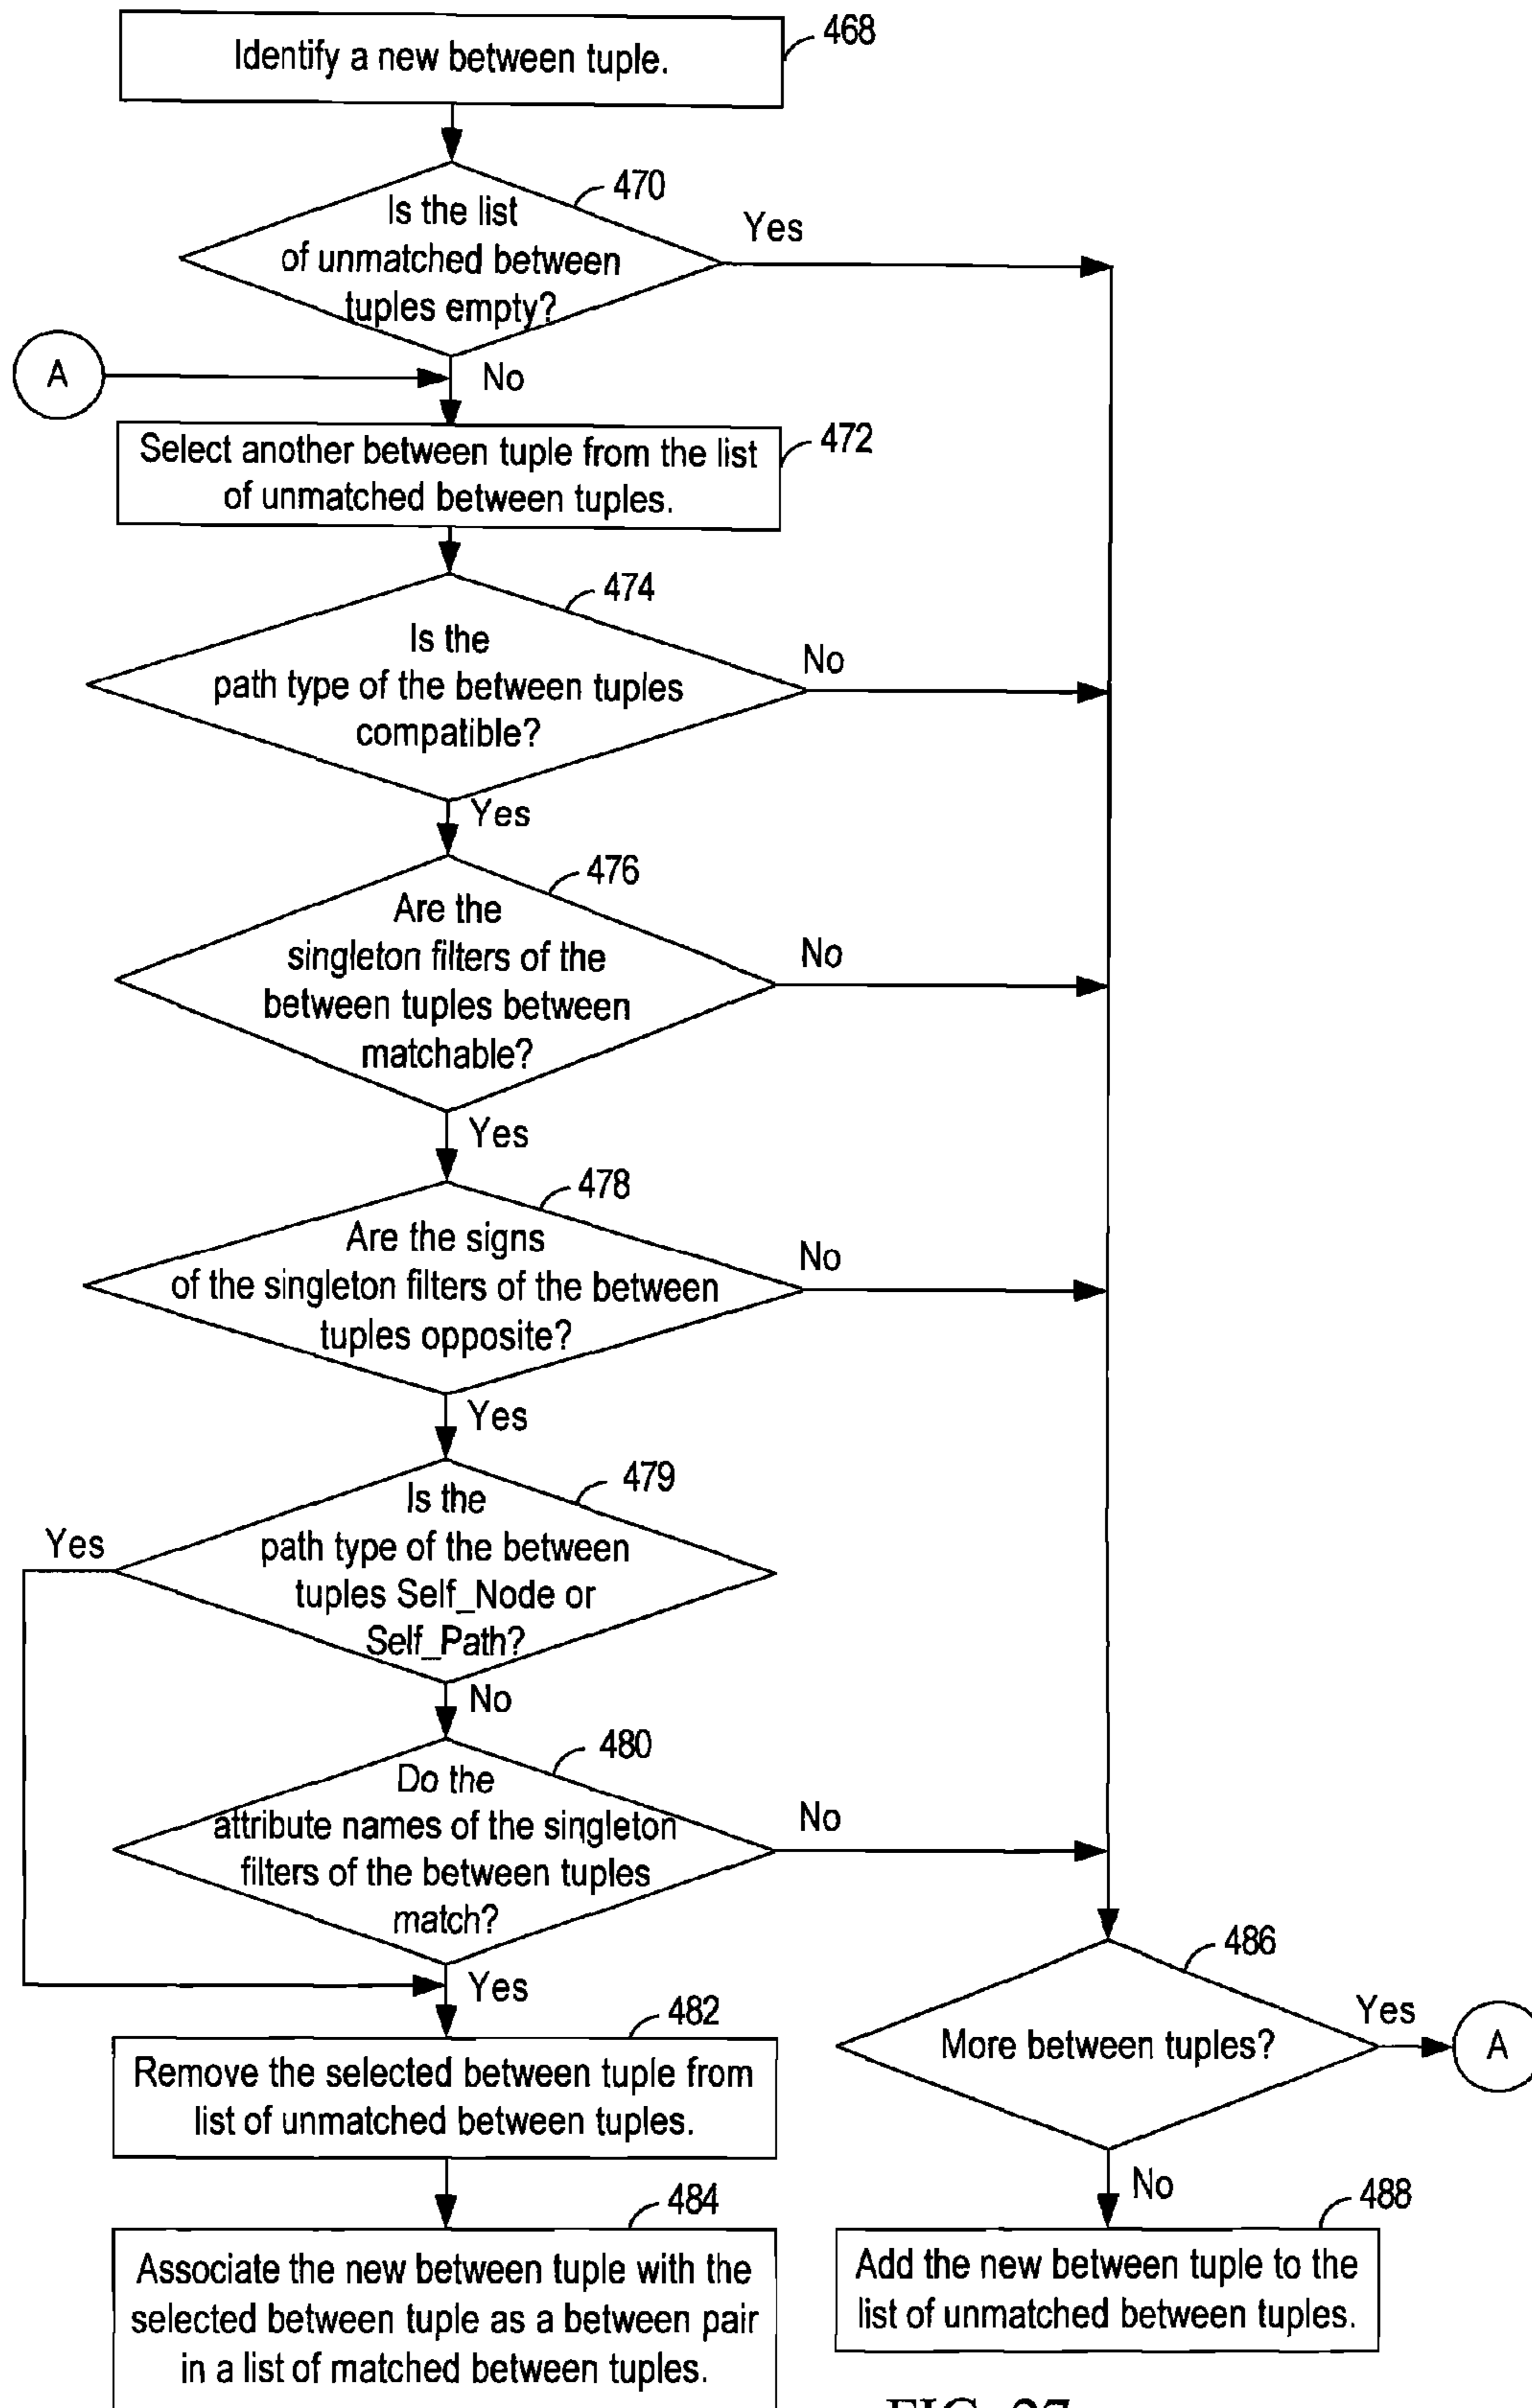 Identify a new between tuple.
468
Is the list
of unmatched between
tuples empty?
470
Yes
A
No
Select another between tuple from the list
of unmatched between tuples.
472
Is the
path type of the between tuples
compatible?
474
No
Yes
Are the
singleton filters of the
between tuples between
matchable?
476
No
Yes
Are the signs
of the singleton filters of the between
tuples opposite?
478
No
Yes
Is the
path type of the between
tuples Self_Node or
Self_Path?
479
Yes
No
Do the
attribute names of the singleton
filters of the between tuples
match?
480
No
Yes
Remove the selected between tuple from
list of unmatched between tuples.
482
Associate the new between tuple with the
selected between tuple as a between pair
in a list of matched between tuples.
484
More between tuples?
486
Yes
A
No
Add the new between tuple to the
list of unmatched between tuples.
488